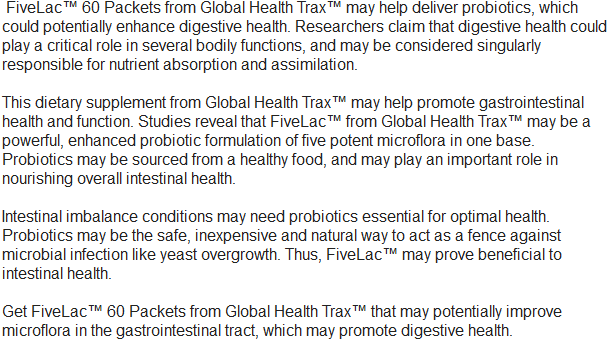 FiveLac™ 60 Packets from Global Health Trax™ may help deliver probiotics, which
could potentially enhance digestive health. Researchers claim that digestive health could
play a critical role in several bodily functions, and may be considered singularly
responsible for nutrient absorption and assimilation.
This dietary supplement from Global Health Trax™ may help promote gastrointestinal
health and function. Studies reveal that FiveLac™ from Global Health Trax™ may be a
powerful, enhanced probiotic formulation of five potent microflora in one base.
Probiotics may be sourced from a healthy food, and may play an important role in
nourishing overall intestinal health.
Intestinal imbalance conditions may need probiotics essential for optimal health.
Probiotics may be the safe, inexpensive and natural way to act as a fence against
microbial infection like yeast overgrowth. Thus, FiveLac™ may prove beneficial to
intestinal health.
Get FiveLac™ 60 Packets from Global Health Trax™ that may potentially improve
microflora in the gastrointestinal tract, which may promote digestive health.